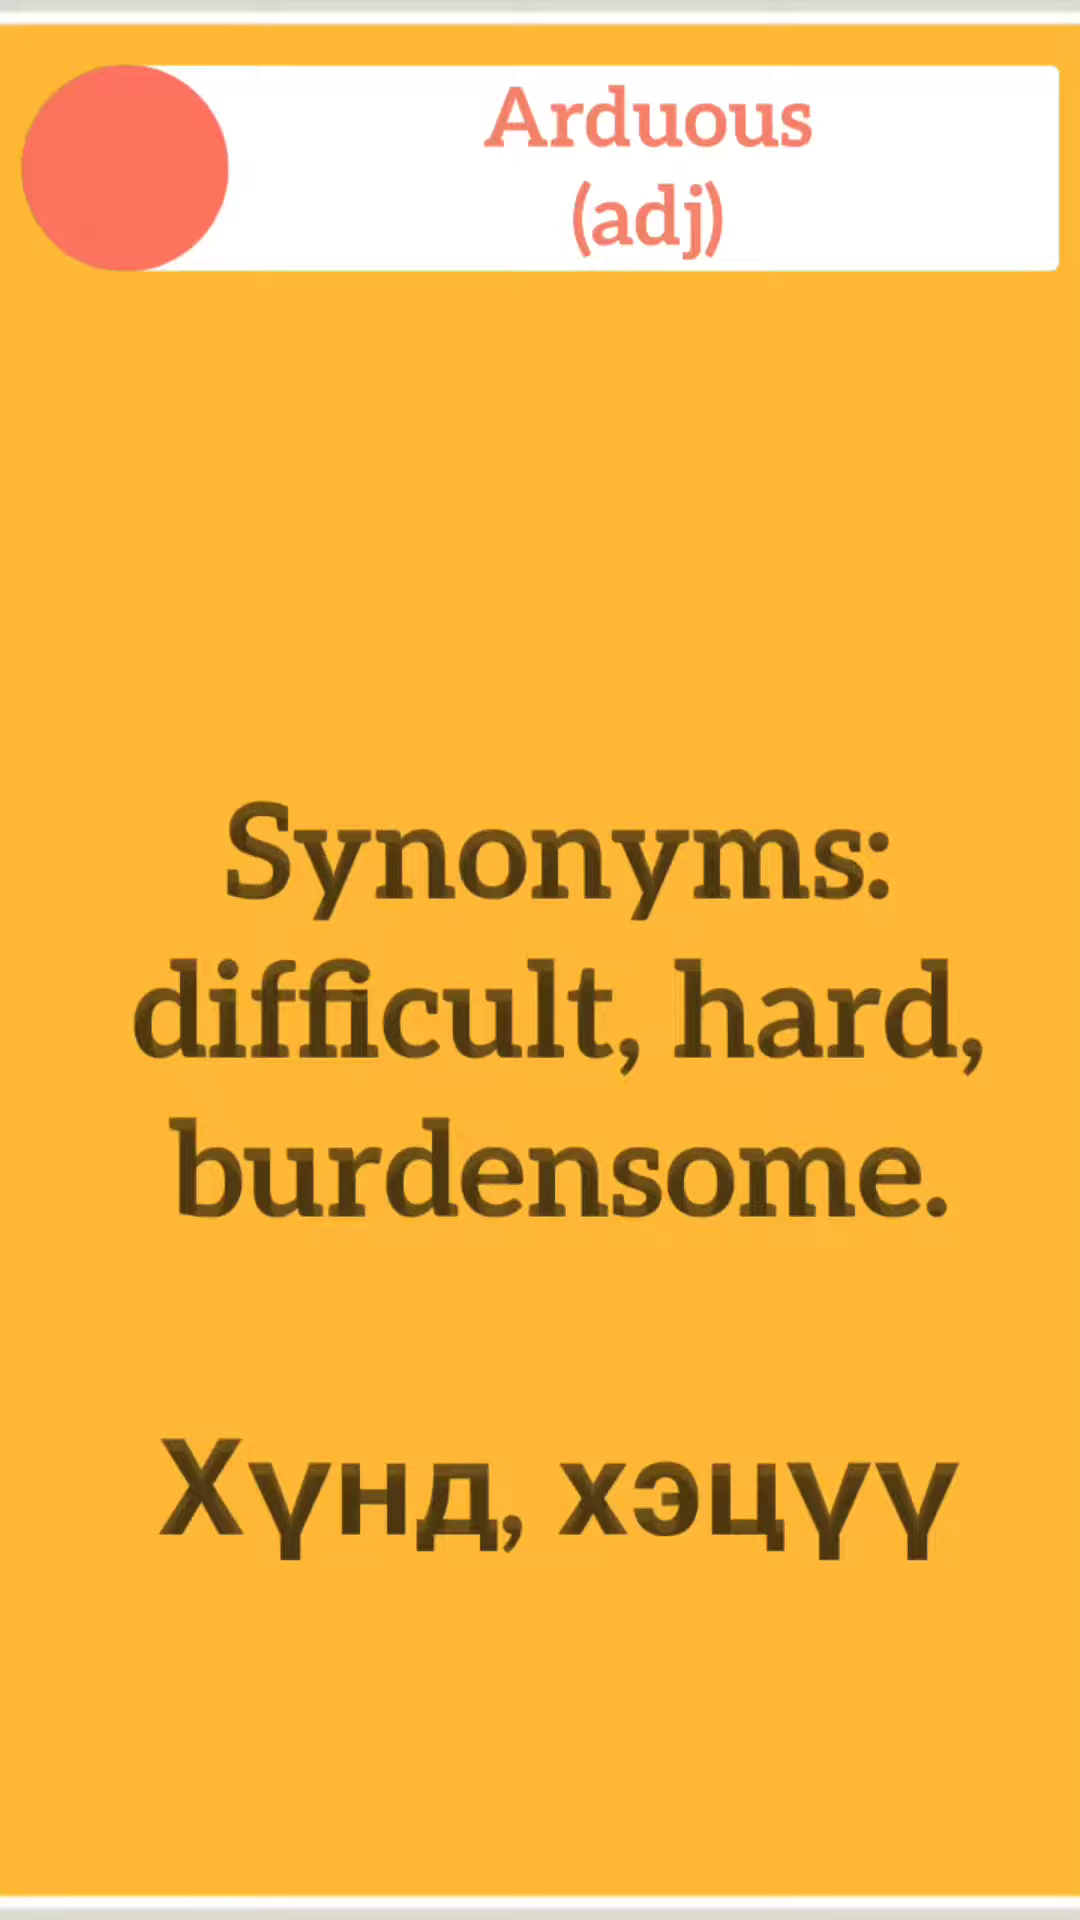 Arduous
(adj)
Synonyms:
difficult, hard,
burdensome.
Хүнд, хэцүү